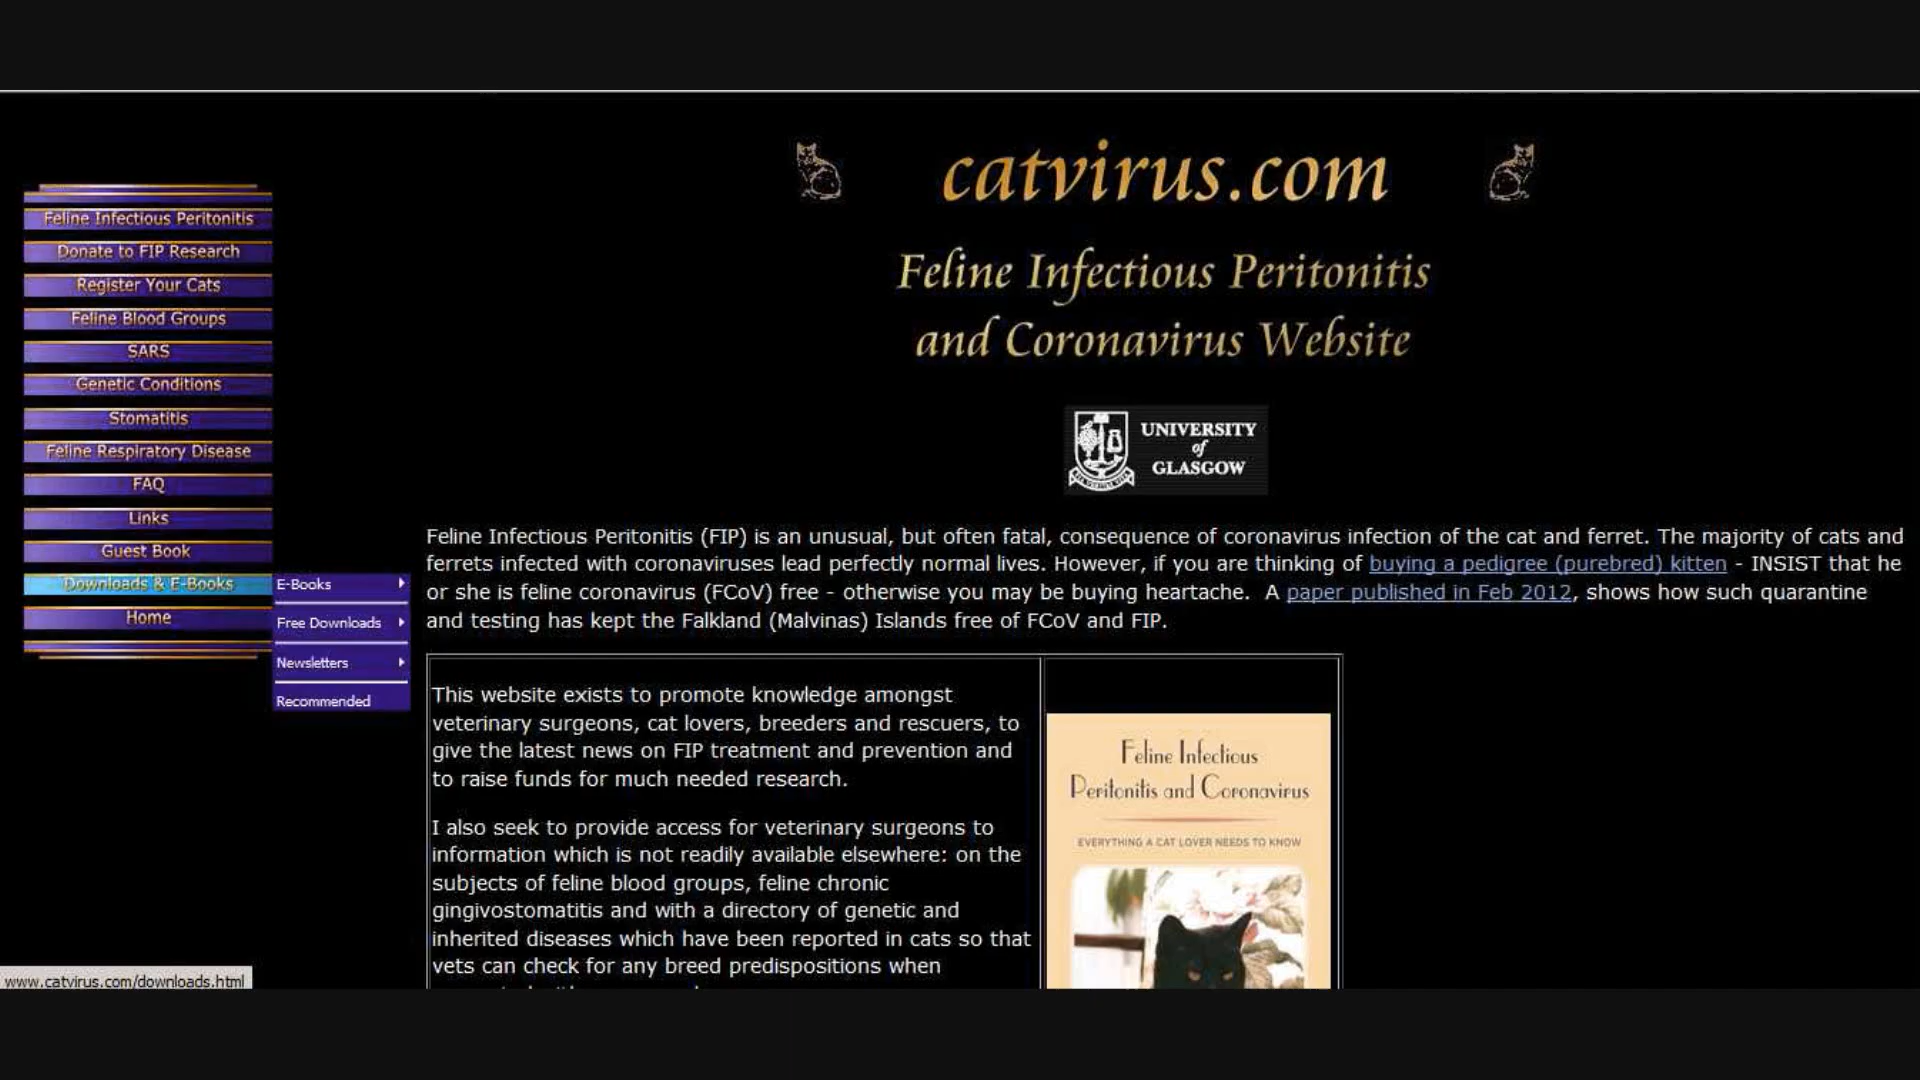 catvirus.com
Feline Infectious Peritonitis
and Coronavirus Website
UNIVERSITY
of
GLASGOW
Feline Infectious Peritonitis
Donate to FIP Research
Register Your Cats
Feline Blood Groups
SARS
Genetic Conditions
Stomatitis
Feline Respiratory Disease
FAQ
Links
Guest Book
Downloads & E-Books
Home
E-Books
Free Downloads
Newsletters
Recommended
Feline Infectious Peritonitis (FIP) is an unusual, but often fatal, consequence of coronavirus infection of the cat and ferret. The majority of cats and
ferrets infected with coronaviruses lead perfectly normal lives. However, if you are thinking of buying a pedigree (purebred) kitten - INSIST that he
or she is feline coronavirus (FCoV) free - otherwise you may be buying heartache. A paper published in Feb 2012, shows how such quarantine
and testing has kept the Falkland (Malvinas) Islands free of FCoV and FIP.
This website exists to promote knowledge amongst
veterinary surgeons, cat lovers, breeders and rescuers, to
give the latest news on FIP treatment and prevention and
to raise funds for much needed research.
I also seek to provide access for veterinary surgeons to
information which is not readily available elsewhere: on the
subjects of feline blood groups, feline chronic
gingivostomatitis and with a directory of genetic and
inherited diseases which have been reported in cats so that
vets can check for any breed predispositions when
Feline Infectious
Peritonitis and Coronavirus
EVERYTHING A CAT LOVER NEEDS TO KNOW
www.catvirus.com/downloads.html